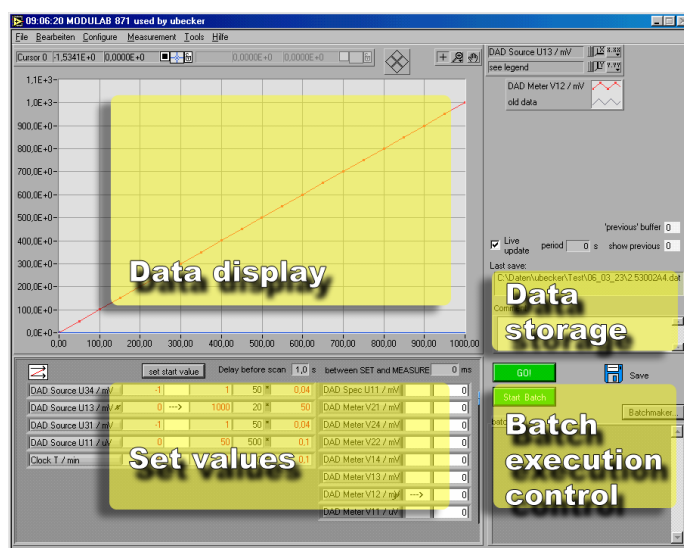 09:06:20 MODULAB 871 used by ubecker
File Bearbeiten Configure Measurement Tools Hilfe
Cursor 0 -1,5341E+0 0,0000E+0 0,0000E+0 0,0000E+0
DAD Source U13 / mV
see legend
DAD Meter V12 / mV
old data
1,1E+3
1,0E+3
900,0E+0
800,0E+0
700,0E+0
600,0E+0
500,0E+0
400,0E+0
300,0E+0
200,0E+0
100,0E+0
0,0E+0
0,00 100,00 200,00 300,00 400,00 500,00 600,00 700,00 800,00 900,00 1000,00
Data display
'previous' buffer 0
Live update period 0 s show previous 0
Last save:
C:\Daten\ubecker\Test\06_03_23\2.53002A4.dat
Data
storage
set start value Delay before scan 1,0 s between SET and MEASURE 0 ms
DAD Source U34 / mV -1 1 50 0,04 DAD Spec U11 / mV 0
DAD Source U13 / mV 0 ---> 1000 20 50 DAD Meter V21 / mV 0
DAD Source U31 / mV -1 1 50 0,04 DAD Meter V24 / mV 0
DAD Source U11 / uV 0 50 500 0,1 DAD Meter V22 / mV 0
Clock T / min 0,1 DAD Meter V14 / mV 0
DAD Meter V13 / mV 0
DAD Meter V12 / mV ---> 0
DAD Meter V11 / uV 0
Set values
GO! Save
Start Batch
Batchmaker...
Batch
execution
control